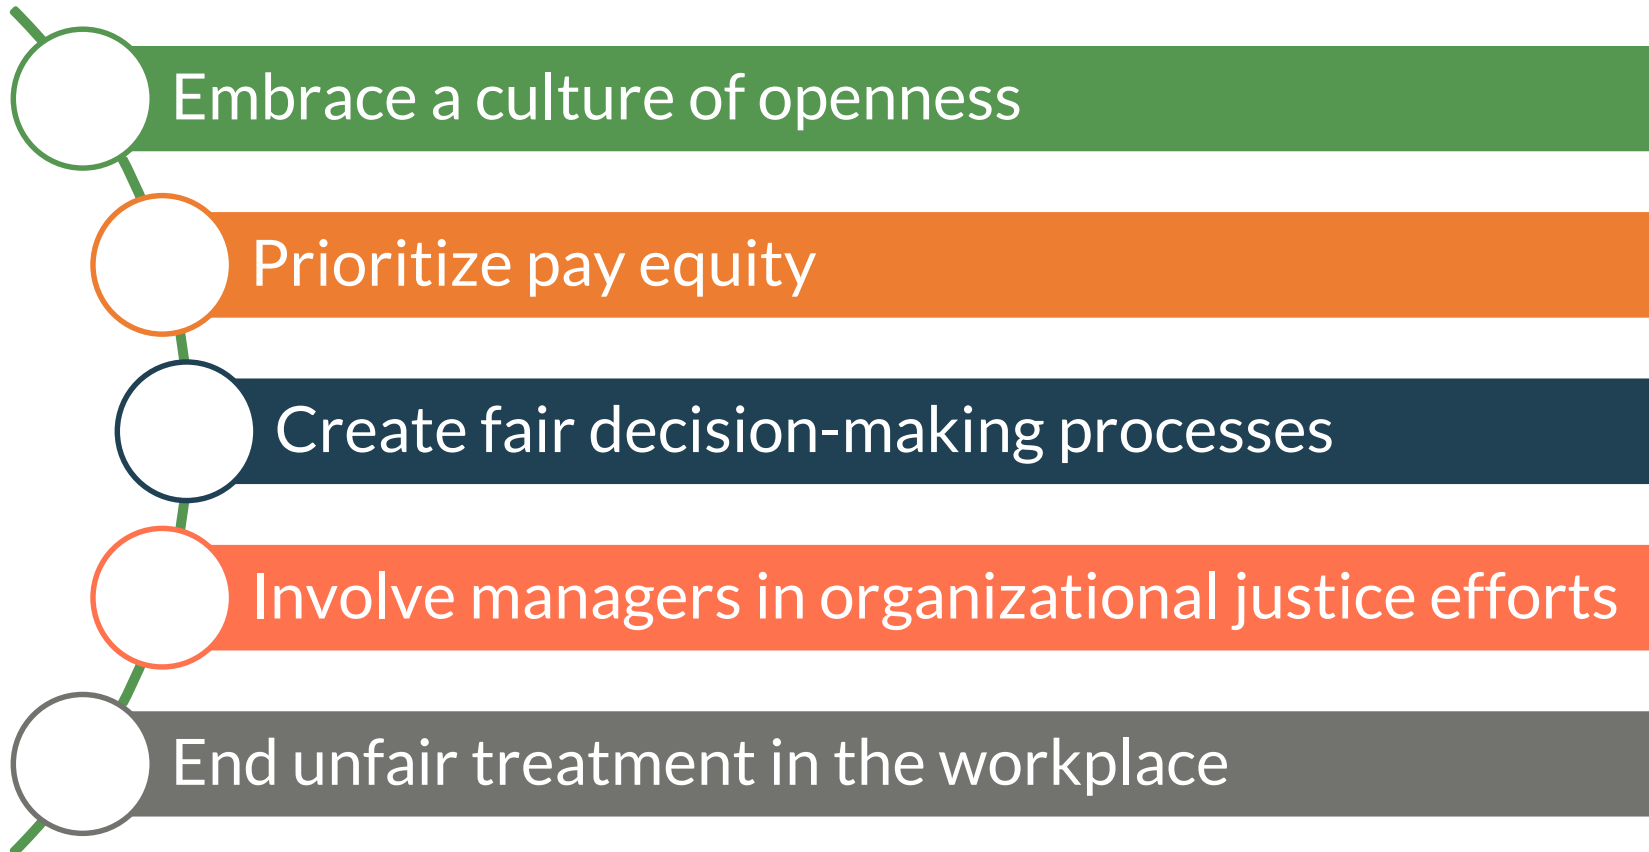 Embrace a culture of openness
Prioritize pay equity
Create fair decision-making processes
Involve managers in organizational justice efforts
End unfair treatment in the workplace